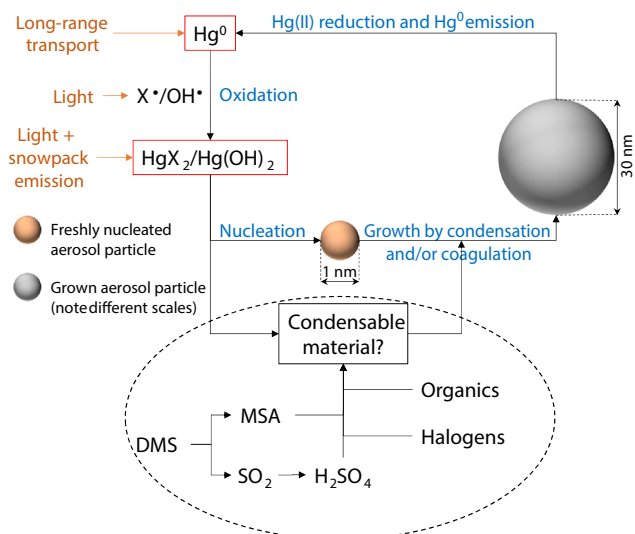 Long-range
transport
Hg⁰
Hg(II) reduction and Hg⁰ emission
Light
X•/OH•
Oxidation
Light +
snowpack
emission
HgX₂/Hg(OH)₂
30 nm
Freshly nucleated
aerosol particle
Nucleation
Growth by condensation
and/or coagulation
1 nm
Grown aerosol particle
(note different scales)
Condensable
material?
Organics
MSA
DMS
Halogens
SO₂
H₂SO₄